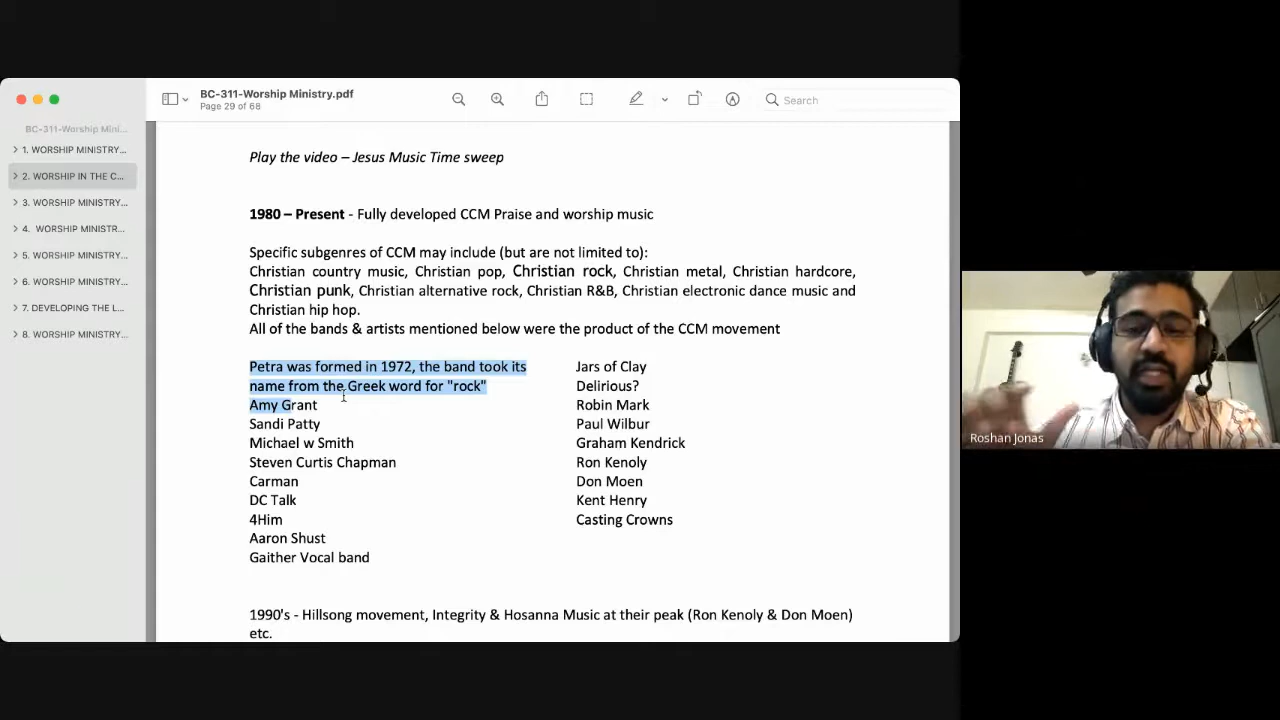 BC-311-Worship Ministry.pdf
Page 29 of 68
Search
BC-311-Worship Mini...
1. WORSHIP MINISTRY...
2. WORSHIP IN THE C...
3. WORSHIP MINISTRY...
4. WORSHIP MINISTR...
5. WORSHIP MINISTRY...
6. WORSHIP MINISTRY...
7. DEVELOPING THE L...
8. WORSHIP MINISTRY...
Play the video – Jesus Music Time sweep
1980 – Present - Fully developed CCM Praise and worship music
Specific subgenres of CCM may include (but are not limited to):
Christian country music, Christian pop, Christian rock, Christian metal, Christian hardcore,
Christian punk, Christian alternative rock, Christian R&B, Christian electronic dance music and
Christian hip hop.
All of the bands & artists mentioned below were the product of the CCM movement
Petra was formed in 1972, the band took its
name from the Greek word for "rock"
Amy Grant
Sandi Patty
Michael w Smith
Steven Curtis Chapman
Carman
DC Talk
4Him
Aaron Shust
Gaither Vocal band
Jars of Clay
Delirious?
Robin Mark
Paul Wilbur
Graham Kendrick
Ron Kenoly
Don Moen
Kent Henry
Casting Crowns
1990's - Hillsong movement, Integrity & Hosanna Music at their peak (Ron Kenoly & Don Moen)
etc.
Roshan Jonas